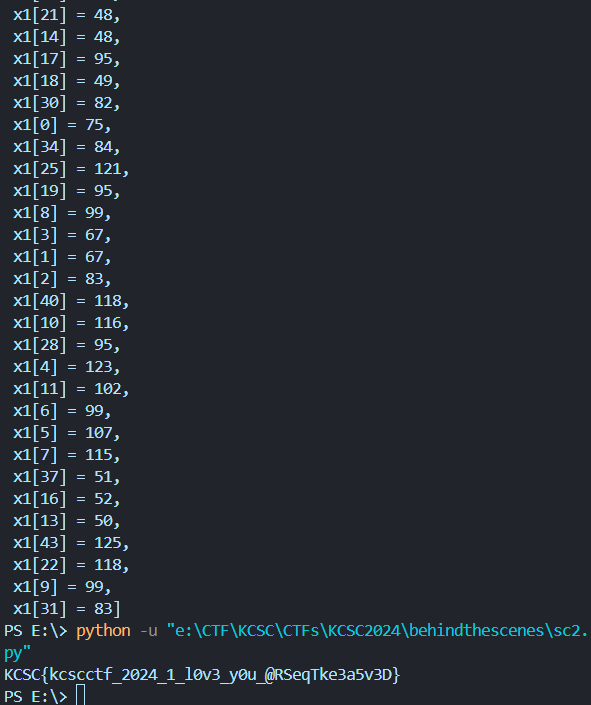 x1[21] = 48,
x1[14] = 48,
x1[17] = 95,
x1[18] = 49,
x1[30] = 82,
x1[0] = 75,
x1[34] = 84,
x1[25] = 121,
x1[19] = 95,
x1[8] = 99,
x1[3] = 67,
x1[1] = 67,
x1[2] = 83,
x1[40] = 118,
x1[10] = 116,
x1[28] = 95,
x1[4] = 123,
x1[11] = 102,
x1[6] = 99,
x1[5] = 107,
x1[7] = 115,
x1[37] = 51,
x1[16] = 52,
x1[13] = 50,
x1[43] = 125,
x1[22] = 118,
x1[9] = 99,
x1[31] = 83]
PS E:\> python -u "e:\CTF\KCSC\CTFs\KCSC2024\behindthescenes\sc2.
py"
KCSC{kcscctf_2024_1_l0v3_y0u_@RSeqTke3a5v3D}
PS E:\>